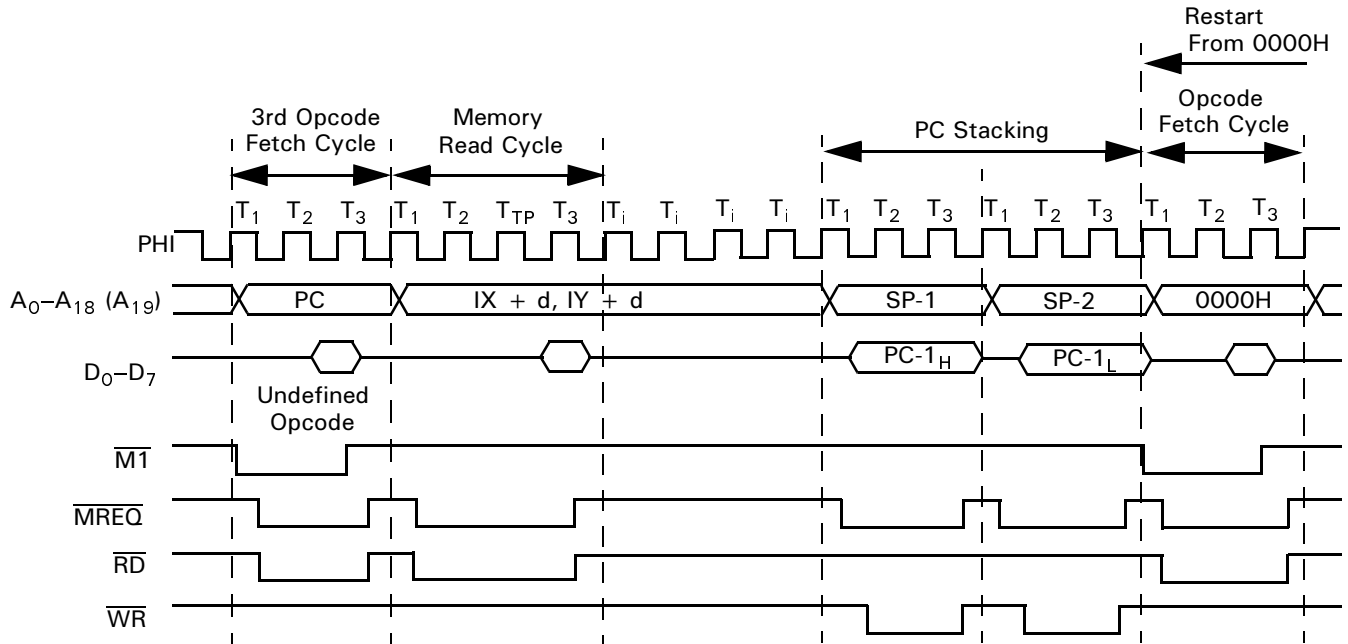 Restart
From 0000H
3rd Opcode
Fetch Cycle
Memory
Read Cycle
PC Stacking
Opcode
Fetch Cycle
T1 T2 T3 T1 T2 TTP T3 Ti Ti Ti Ti T1 T2 T3 T1 T2 T3 T1 T2 T3
PHI
A0–A18 (A19) PC IX + d, IY + d SP-1 SP-2 0000H
D0–D7 PC-1H PC-1L
Undefined
Opcode
M1
MREQ
RD
WR